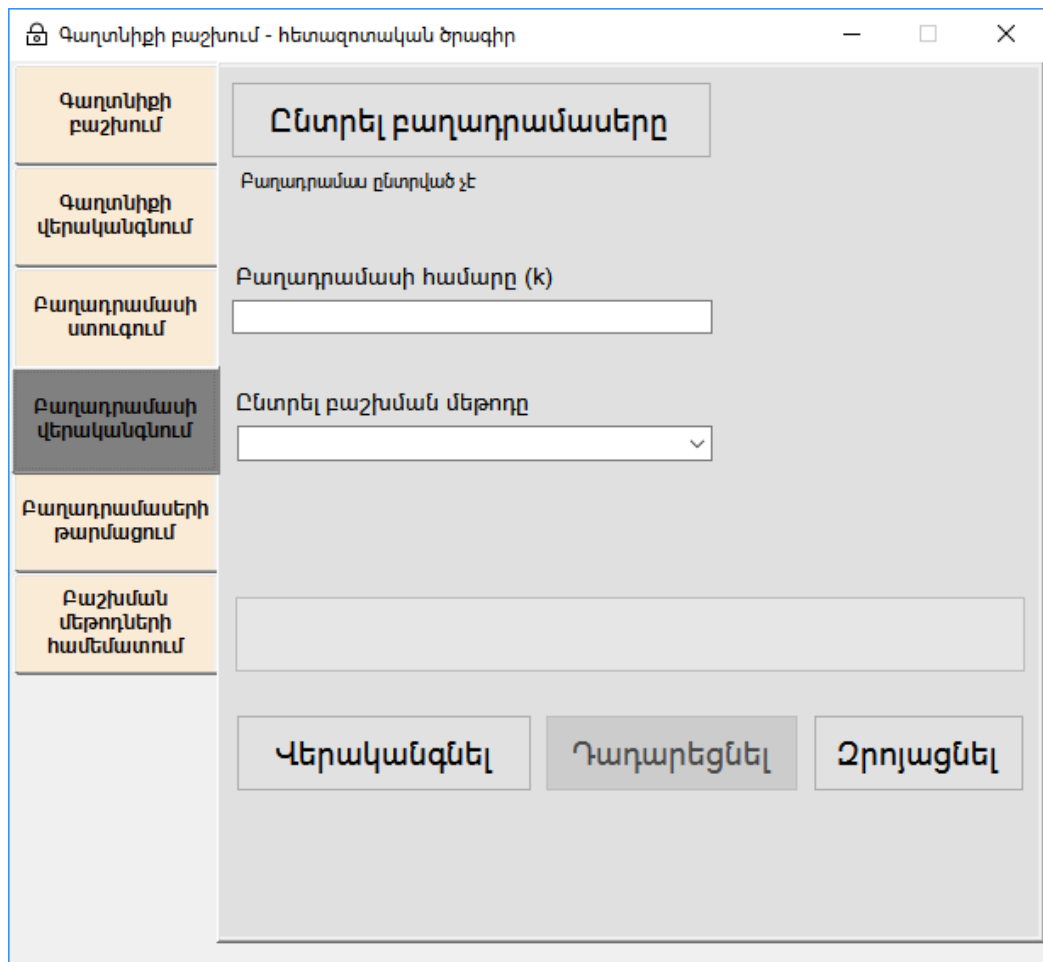 Գաղտնիքի բաշխում - հետազոտական ծրագիր
Գաղտնիքի
բաշխում
Գաղտնիքի
վերականգնում
Բաղադրամասի
ստուգում
Բաղադրամասի
վերականգնում
Բաղադրամասերի
թարմացում
Բաշխման
մեթոդների
համեմատում
Ընտրել բաղադրամասերը
Բաղադրամաս ընտրված չէ
Բաղադրամասի համարը (k)
Ընտրել բաշխման մեթոդը
Վերականգնել
Դադարեցնել
Զրոյացնել